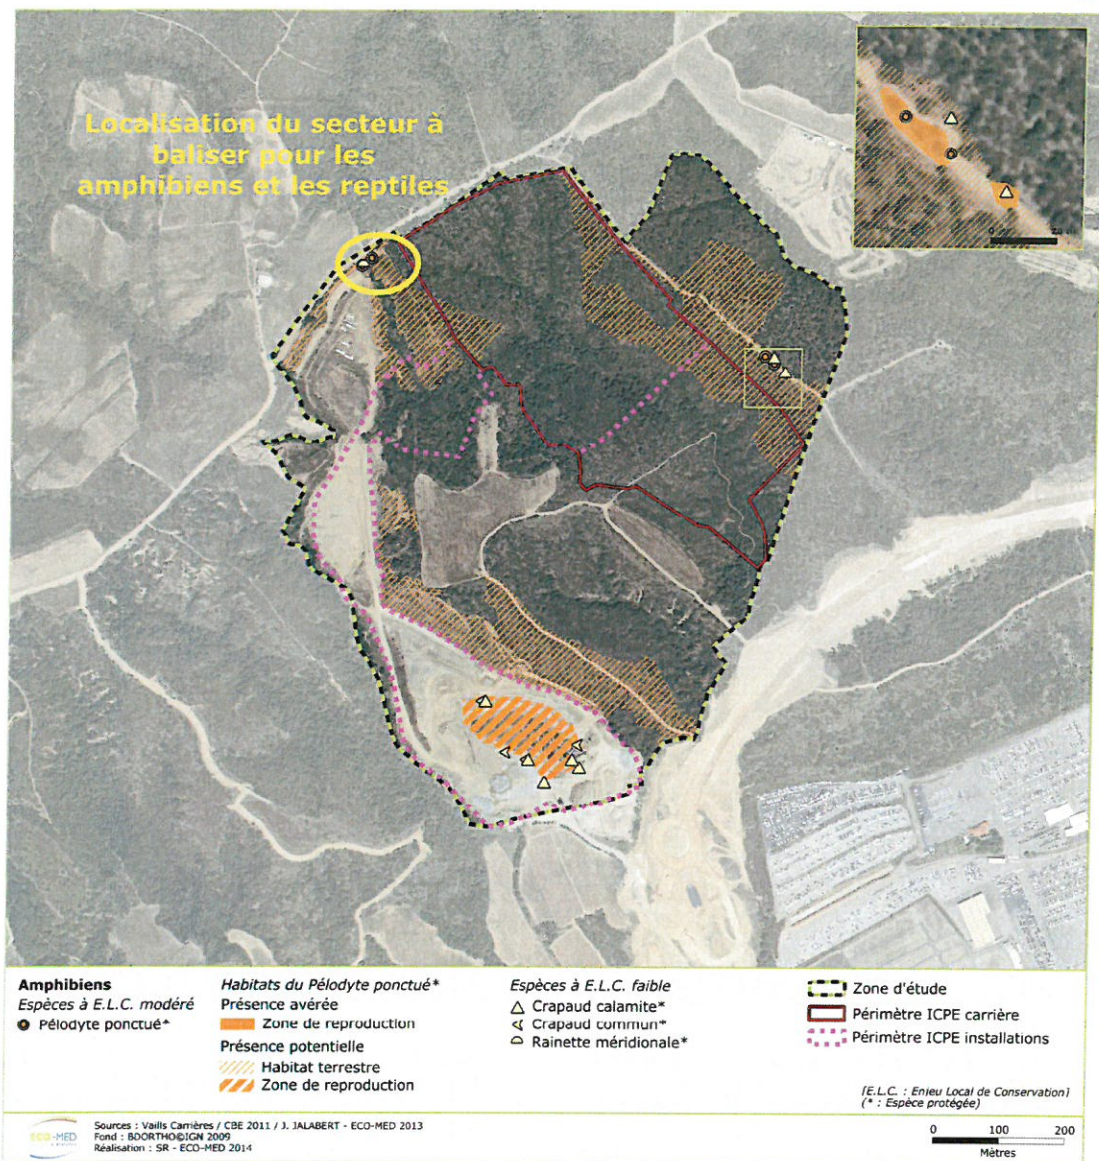 Localisation du secteur à
baliser pour les
amphibiens et les reptiles
Amphibiens
Espèces à E.L.C. modéré
Pélodyte ponctué*
Habitats du Pélodyte ponctué*
Présence avérée
Zone de reproduction
Présence potentielle
Habitat terrestre
Zone de reproduction
Espèces à E.L.C. faible
Crapaud calamite*
Crapaud commun*
Rainette méridionale*
Zone d'étude
Périmètre ICPE carrière
Périmètre ICPE installations
[E.L.C. : Enjeu Local de Conservation]
(* : Espèce protégée)
ECO-MED
Sources : Vaills Carrières / CBE 2011 / J. JALABERT - ECO-MED 2013
Fond : BDORTHO©IGN 2009
Réalisation : SR - ECO-MED 2014
0 100 200
Mètres